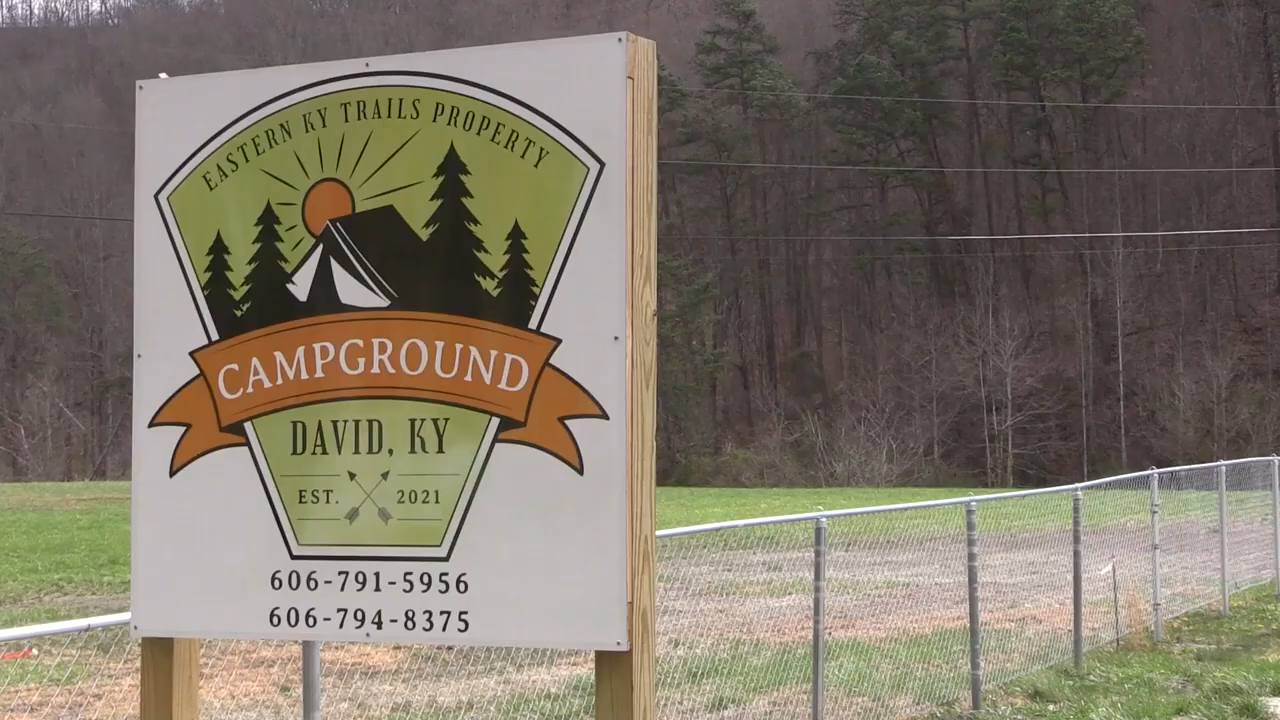 EASTERN KY TRAILS PROPERTY
CAMPGROUND
DAVID, KY
EST. 2021
606-791-5956
606-794-8375